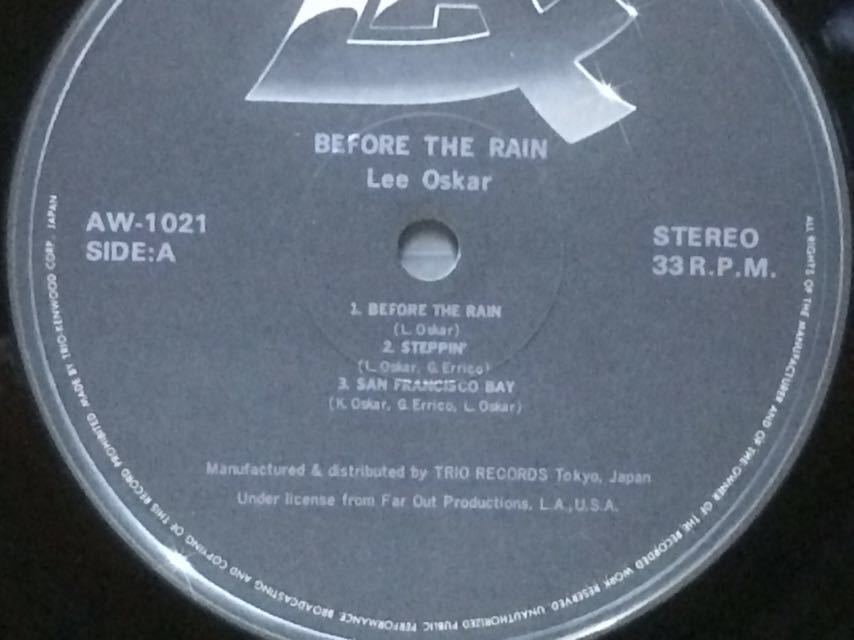 BEFORE THE RAIN
Lee Oskar
AW-1021
SIDE:A
STEREO
33 R.P.M.
1. BEFORE THE RAIN
(L. Oskar)
2. STEPPIN'
(L. Oskar, G. Errico)
3. SAN FRANCISCO BAY
(K. Oskar, G. Errico, L. Oskar)
Manufactured & distributed by TRIO RECORDS Tokyo, Japan
Under license from Far Out Productions, L.A., U.S.A.
ALL RIGHTS OF THE MANUFACTURER AND OF THE OWNER OF THE RECORDED WORK RESERVED UNAUTHORIZED PUBLIC PERFORMANCE BROADCASTING AND COPYING OF THIS RECORD PROHIBITED MADE BY TRIO-KENWOOD CORP. JAPAN